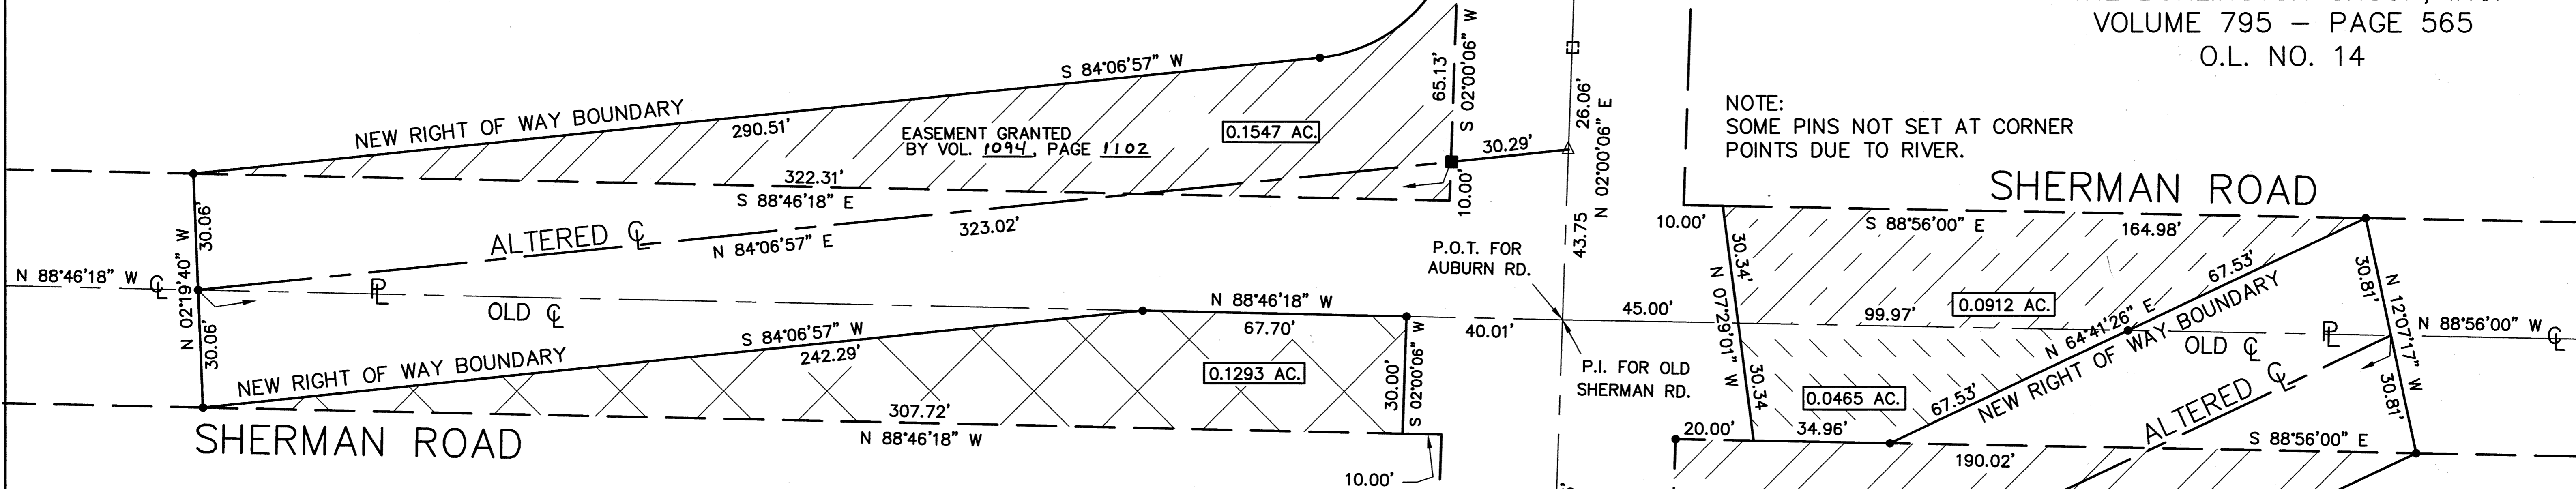 VOLUME 795 – PAGE 565
O.L. NO. 14
NOTE:
SOME PINS NOT SET AT CORNER
POINTS DUE TO RIVER.
SHERMAN ROAD
S 84°06'57" W
NEW RIGHT OF WAY BOUNDARY
290.51'
EASEMENT GRANTED
BY VOL. 1094, PAGE 1102
0.1547 AC.
65.13'
S 02°00'06" W
30.29'
26.06'
N 02°00'06" E
43.75
10.00'
322.31'
S 88°46'18" E
323.02'
ALTERED ℄
N 84°06'57" E
30.06'
N 02°19'40" W
30.06'
N 88°46'18" W ℄
PL
OLD ℄
N 88°46'18" W
67.70'
40.01'
S 84°06'57" W
242.29'
NEW RIGHT OF WAY BOUNDARY
0.1293 AC.
30.00'
S 02°00'06" W
307.72'
N 88°46'18" W
SHERMAN ROAD
10.00'
P.O.T. FOR
AUBURN RD.
P.I. FOR OLD
SHERMAN RD.
45.00'
10.00'
S 88°56'00" E
164.98'
30.34'
N 07°29'01" W
30.34
99.97'
0.0912 AC.
67.53'
N 64°41'26" E
NEW RIGHT OF WAY BOUNDARY
67.53'
0.0465 AC.
30.81'
N 12°07'17" W
30.81'
PL
OLD ℄
N 88°56'00" W ℄
ALTERED ℄
20.00'
34.96'
S 88°56'00" E
190.02'